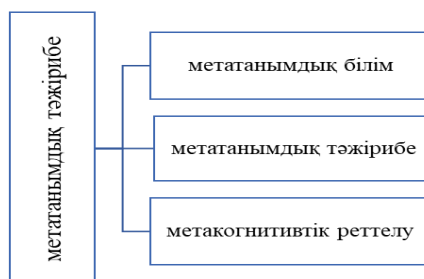 метатанымдық тәжірибе
метатанымдық білім
метатанымдық тәжірибе
метакогнитивтік реттелу